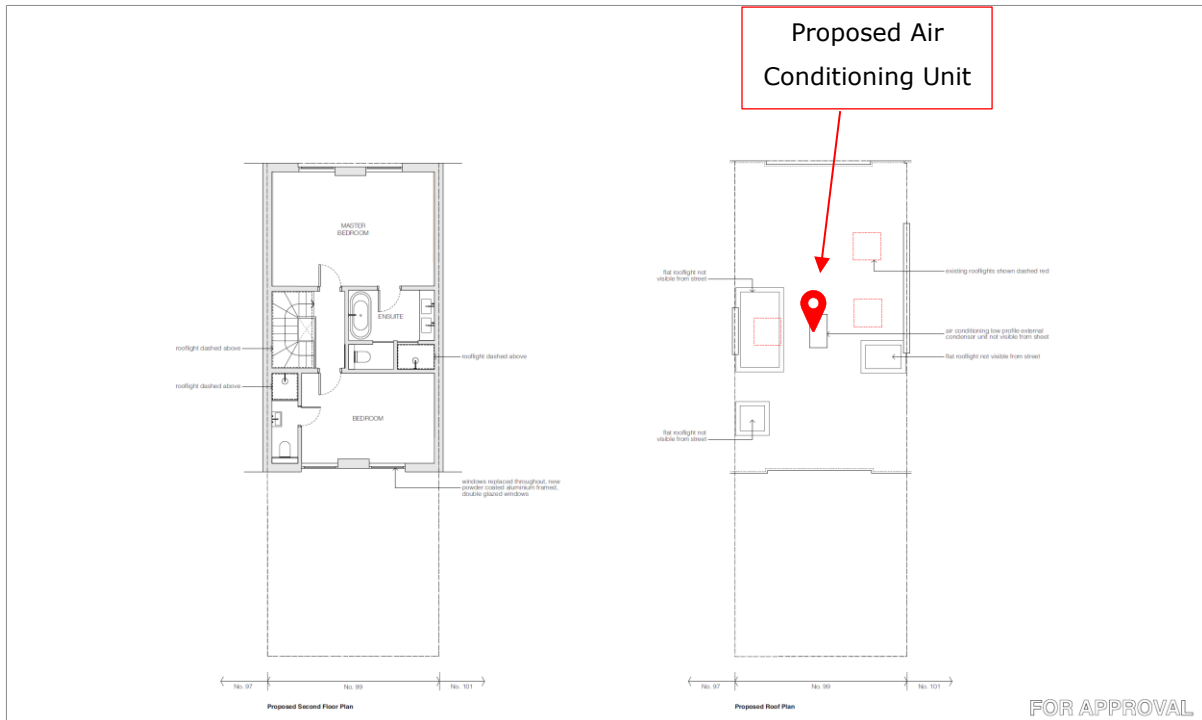 Proposed Air
Conditioning Unit
MASTER
BEDROOM
ENSUITE
rooflight dashed above
rooflight dashed above
rooflight dashed above
BEDROOM
windows replaced throughout, new
powder coated aluminium framed,
double glazed windows
No. 97
No. 99
No. 101
Proposed Second Floor Plan
flat rooflight not
visible from street
existing rooflights shown dashed red
air conditioning low profile external
condenser unit not visible from sheet
flat rooflight not visible from street
flat rooflight not
visible from street
No. 97
No. 99
No. 101
Proposed Roof Plan
FOR APPROVAL